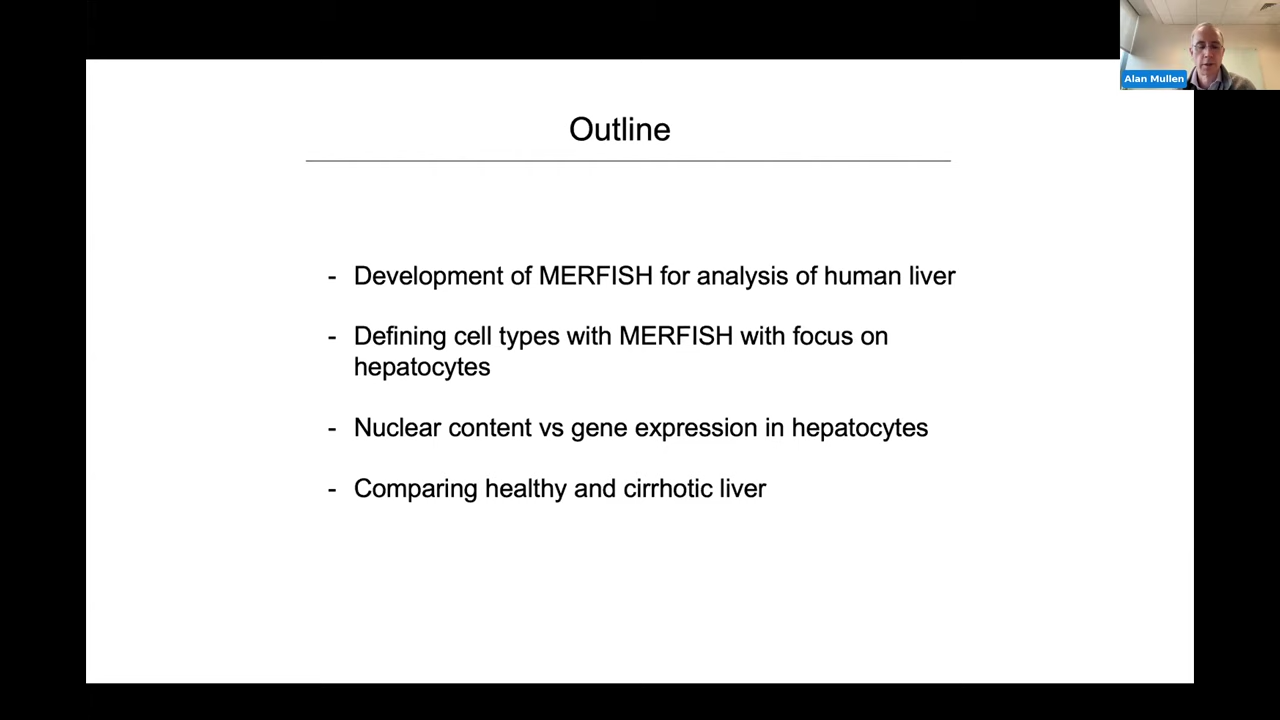 Alan Mullen
Outline
- Development of MERFISH for analysis of human liver
- Defining cell types with MERFISH with focus on
hepatocytes
- Nuclear content vs gene expression in hepatocytes
- Comparing healthy and cirrhotic liver